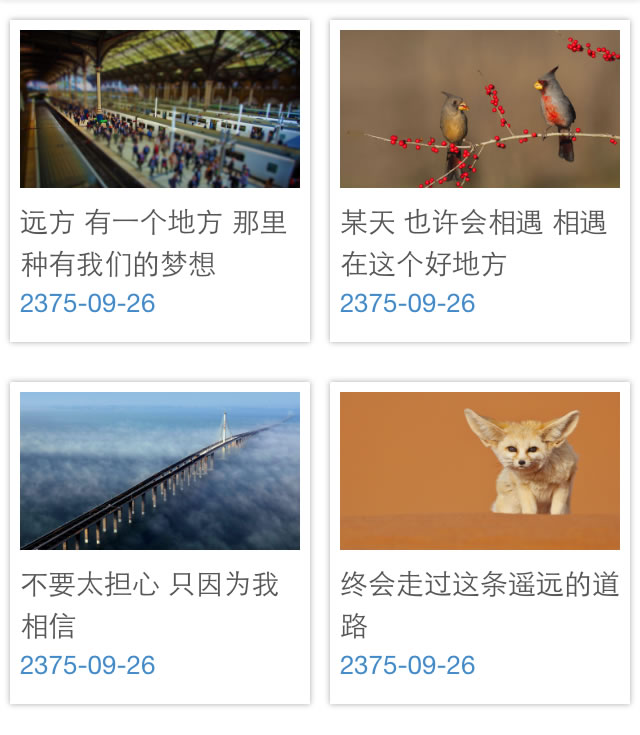 远方 有一个地方 那里
种有我们的梦想
2375-09-26
某天 也许会相遇 相遇
在这个好地方
2375-09-26
不要太担心 只因为我
相信
2375-09-26
终会走过这条遥远的道
路
2375-09-26